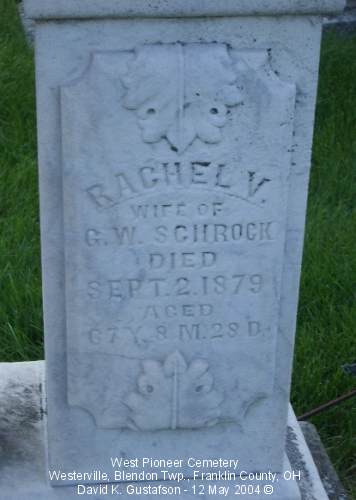 RACHEL V.
WIFE OF
G. W. SCHROCK
DIED
SEPT. 2. 1879
AGED
67 Y. 8 M. 28 D.
West Pioneer Cemetery
Westerville, Blendon Twp., Franklin County, OH
David K. Gustafson - 12 May 2004 ©